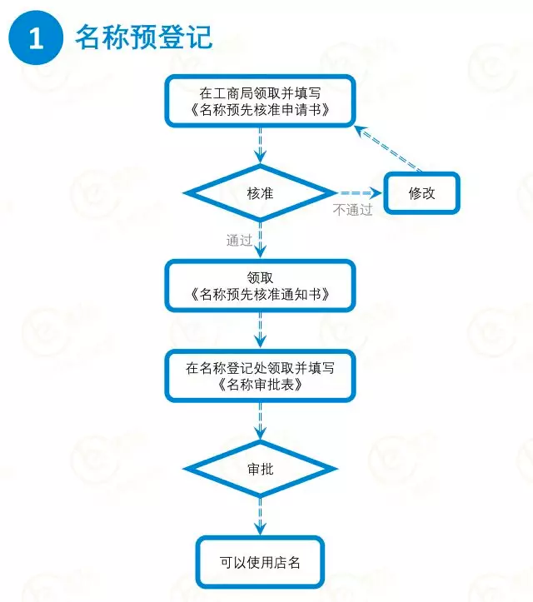 1 名称预登记
在工商局领取并填写
《名称预先核准申请书》
核准
修改
不通过
通过
领取
《名称预先核准通知书》
在名称登记处领取并填写
《名称审批表》
审批
可以使用店名